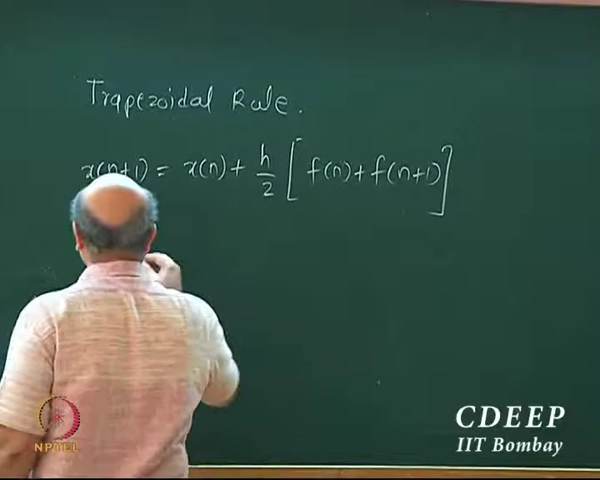 Trapezoidal Rule.
x(n+1) = x(n) + h/2 [ f(n) + f(n+1) ]
CDEEP
IIT Bombay
NPTEL